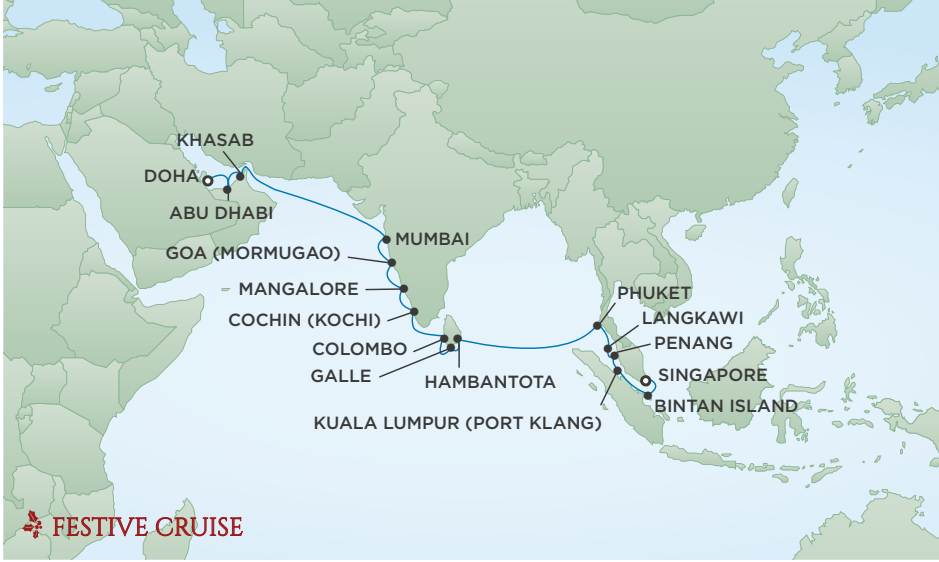 KHASAB
DOHA
ABU DHABI
MUMBAI
GOA (MORMUGAO)
MANGALORE
COCHIN (KOCHI)
COLOMBO
GALLE
HAMBANTOTA
PHUKET
LANGKAWI
PENANG
SINGAPORE
BINTAN ISLAND
KUALA LUMPUR (PORT KLANG)
FESTIVE CRUISE